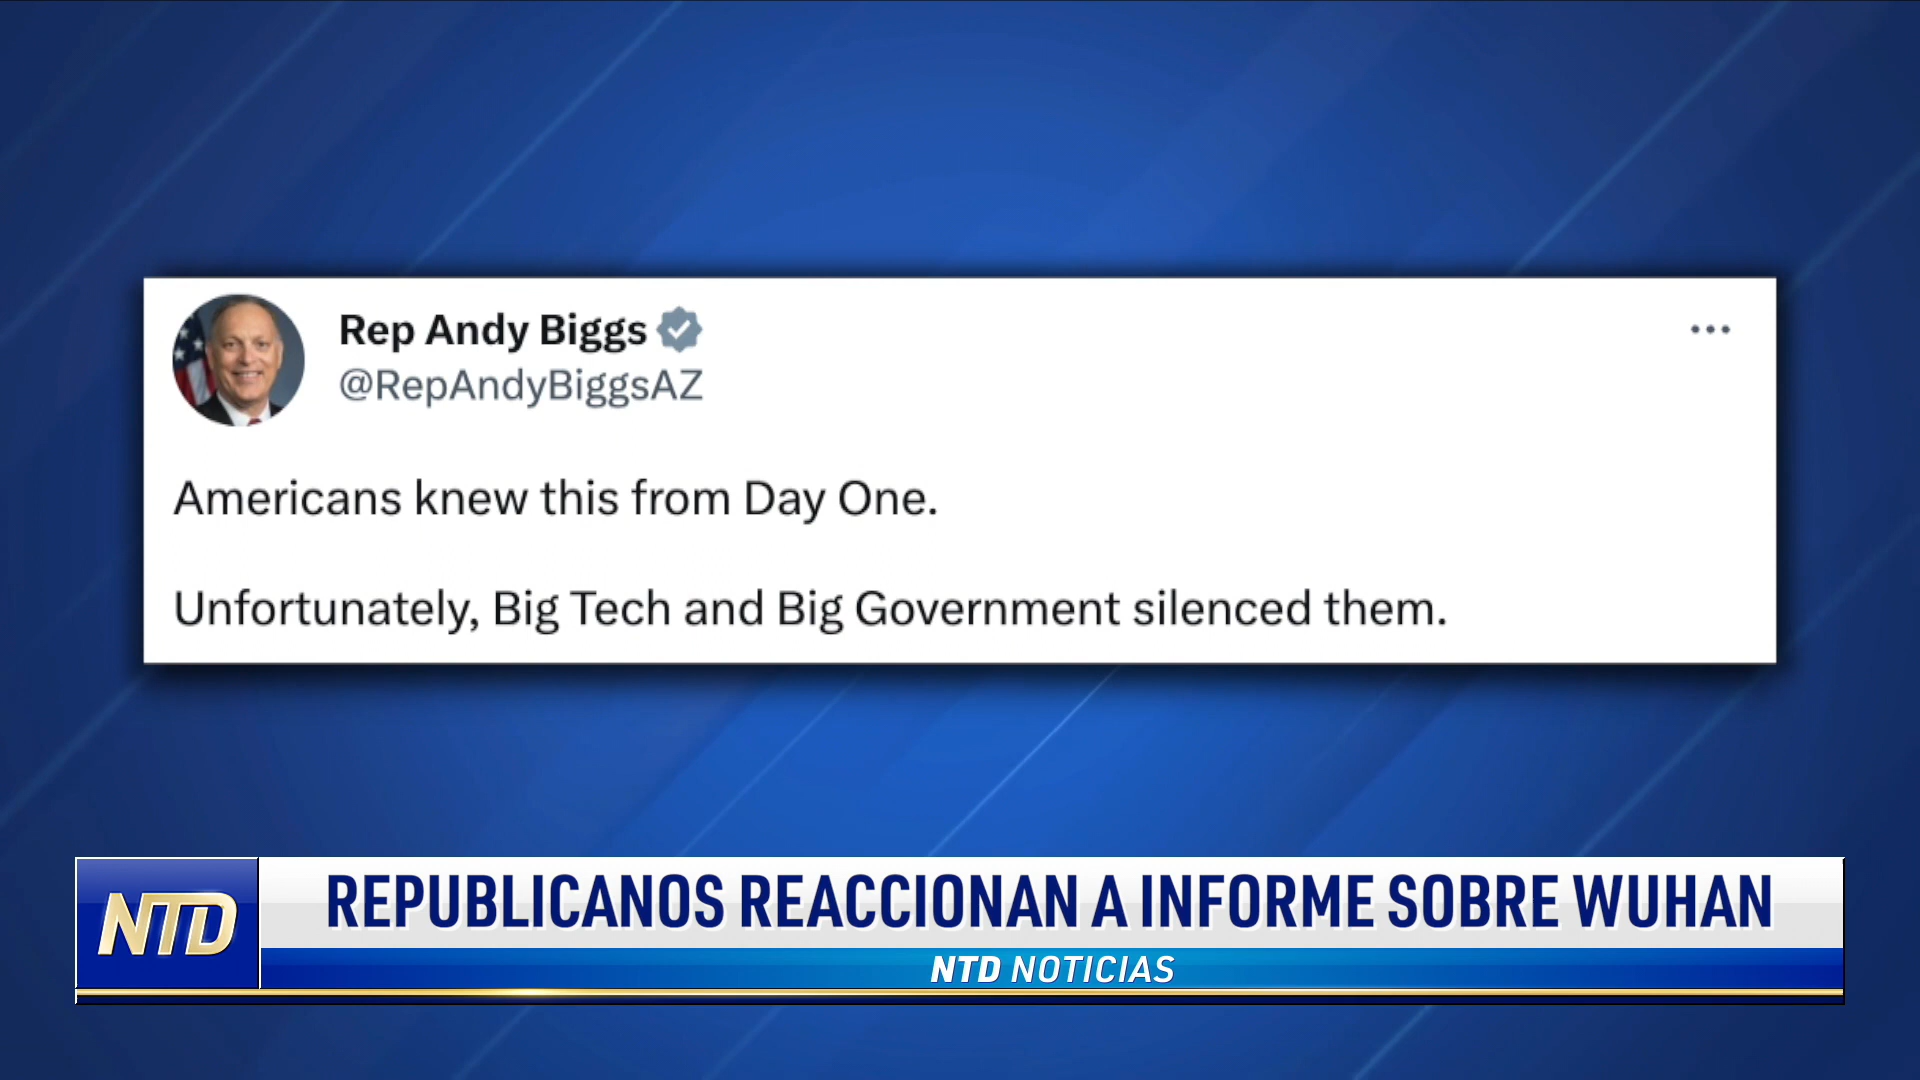 Rep Andy Biggs
@RepAndyBiggsAZ
Americans knew this from Day One.
Unfortunately, Big Tech and Big Government silenced them.
NTD
REPUBLICANOS REACCIONAN A INFORME SOBRE WUHAN
NTD NOTICIAS